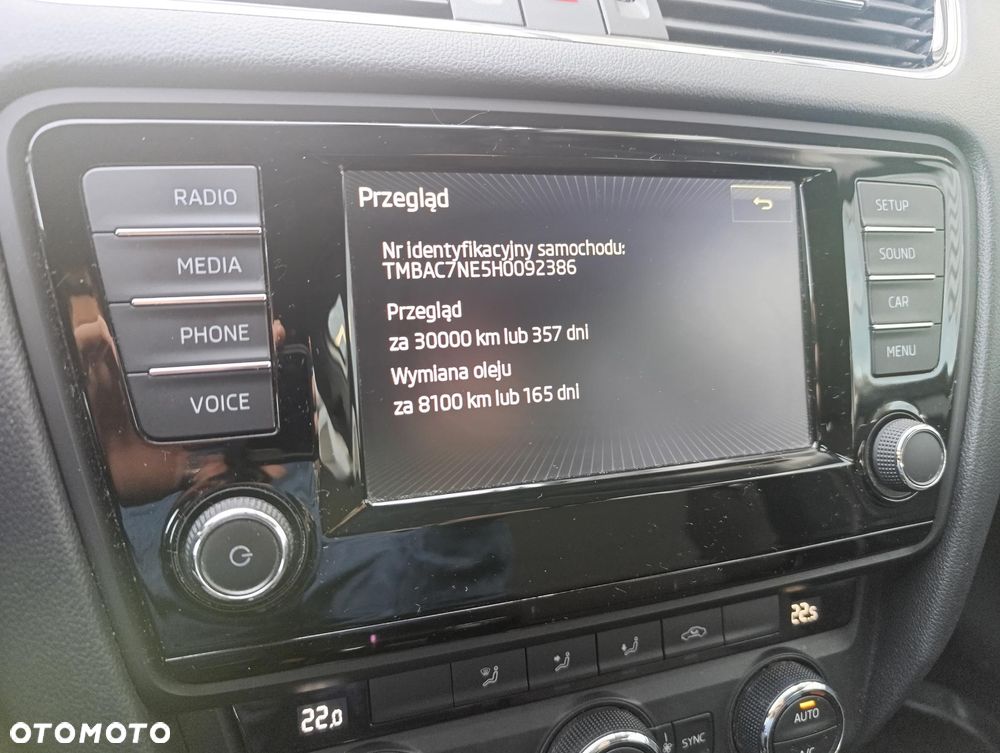 RADIO
MEDIA
PHONE
VOICE
Przegląd
Nr identyfikacyjny samochodu:
TMBAC7NE5H0092386
Przegląd
za 30000 km lub 357 dni
Wymiana oleju
za 8100 km lub 165 dni
SETUP
SOUND
CAR
MENU
22.0
22.5
SYNC
AUTO
OTOMOTO